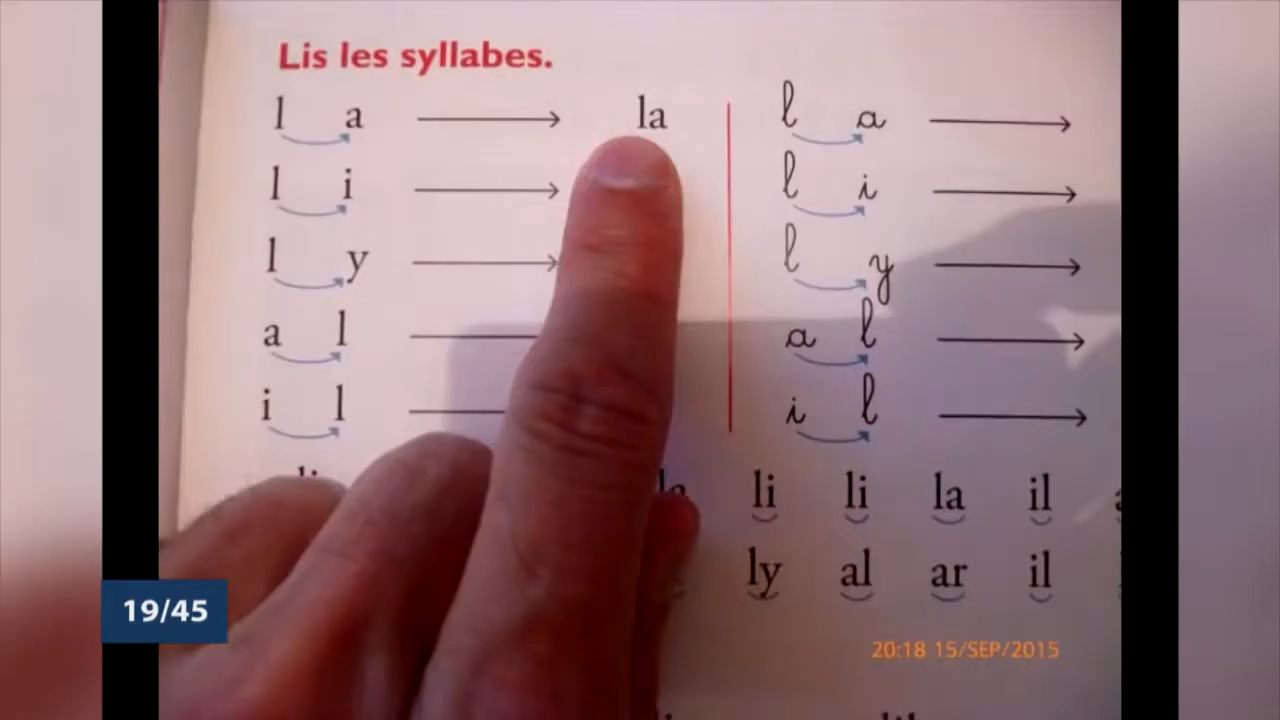 Lis les syllabes.
l a → la
l a →
l i →
l i →
l y →
l y →
a l →
a l →
i l →
i l →
li li la il
ly al ar il
19/45
20:18 15/SEP/2015